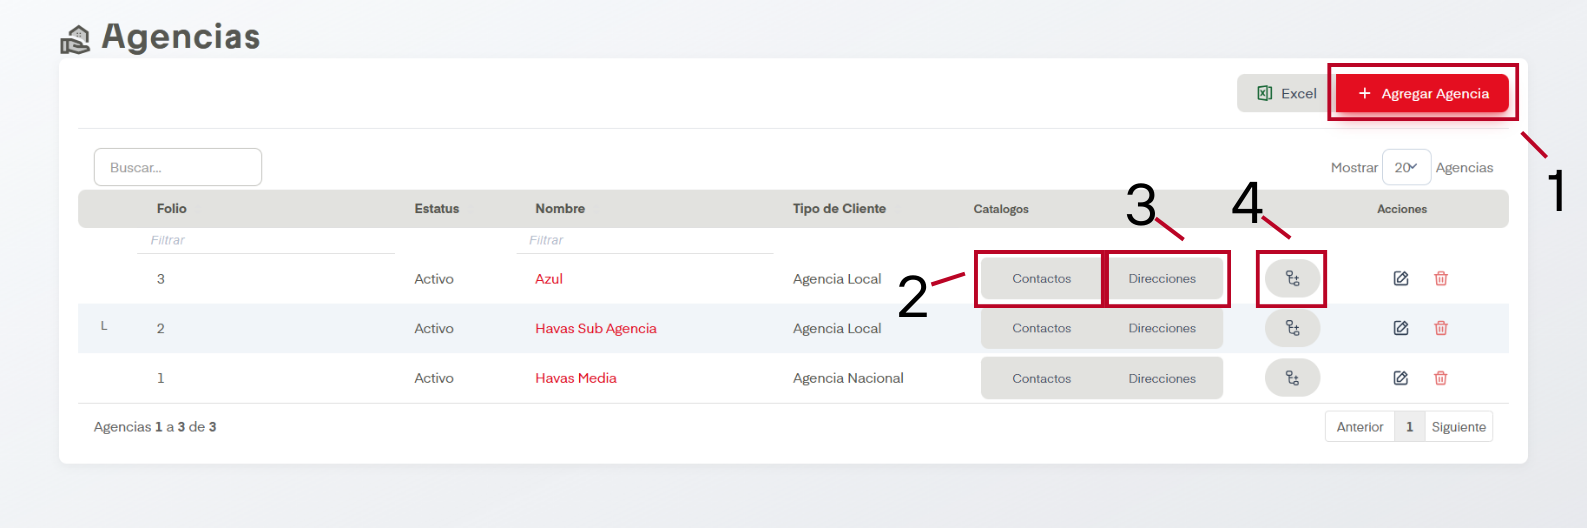 Agencias
Excel
+ Agregar Agencia
1
Buscar...
Mostrar 20 Agencias
3 4
Folio Estatus Nombre Tipo de Cliente Catalogos Acciones
Filtrar Filtrar
2
3 Activo Azul Agencia Local Contactos Direcciones
L 2 Activo Havas Sub Agencia Agencia Local Contactos Direcciones
1 Activo Havas Media Agencia Nacional Contactos Direcciones
Agencias 1 a 3 de 3
Anterior 1 Siguiente